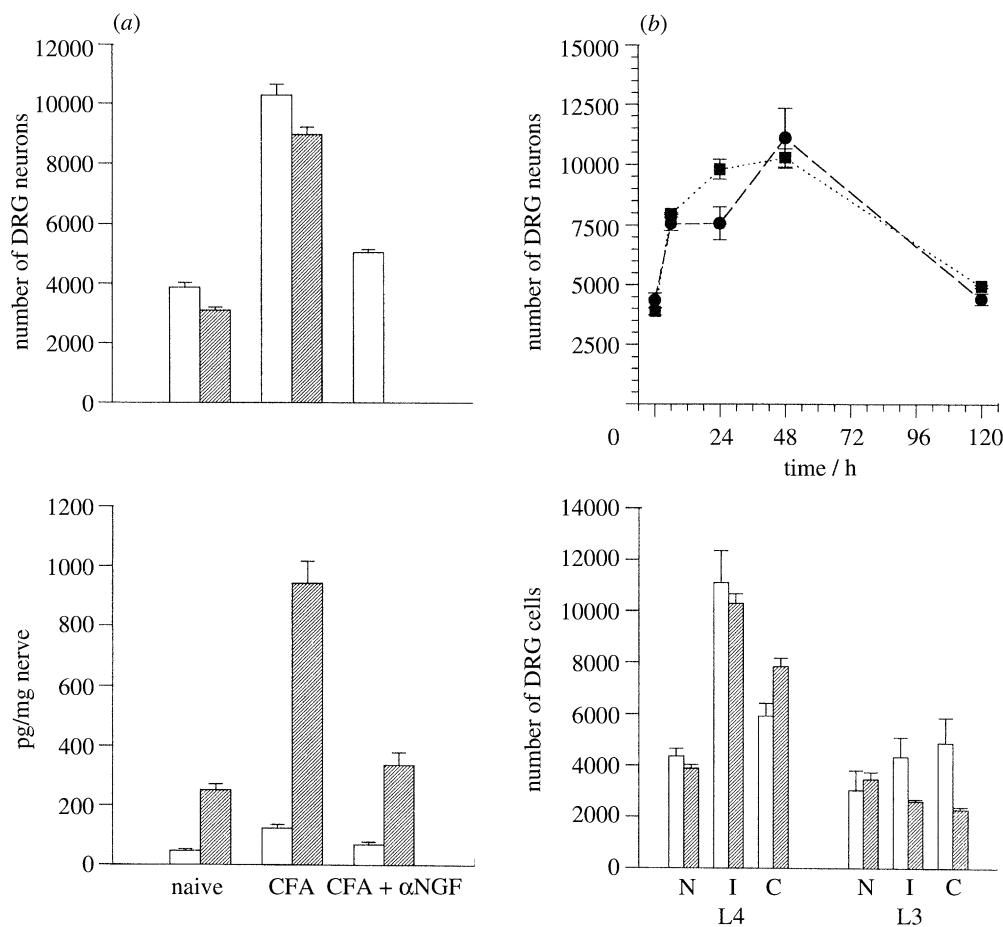 (a)
12000
10000
8000
6000
4000
2000
0
number of DRG neurons
(b)
15000
12500
10000
7500
5000
2500
0 24 48 72 96 120
number of DRG neurons
time / h
1200
1000
800
600
400
200
0
pg/mg nerve
naive CFA CFA + αNGF
14000
12000
10000
8000
6000
4000
2000
0
number of DRG cells
N I C N I C
L4 L3